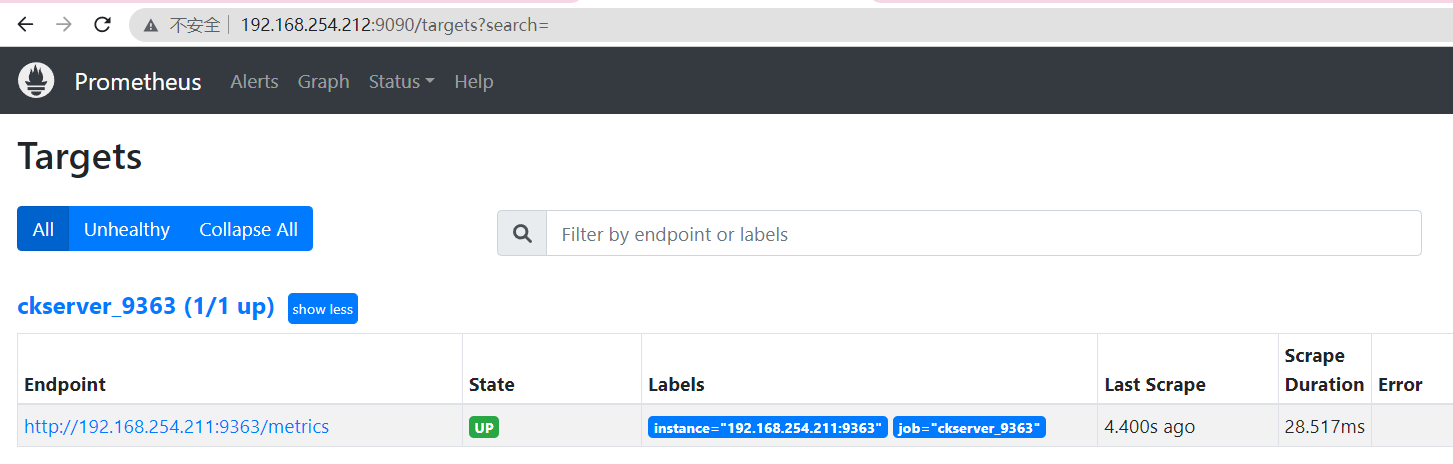 不安全 192.168.254.212:9090/targets?search=
Prometheus Alerts Graph Status Help
Targets
All Unhealthy Collapse All
Filter by endpoint or labels
ckserver_9363 (1/1 up) show less
Endpoint State Labels Last Scrape Scrape Duration Error
http://192.168.254.211:9363/metrics UP instance="192.168.254.211:9363" job="ckserver_9363" 4.400s ago 28.517ms